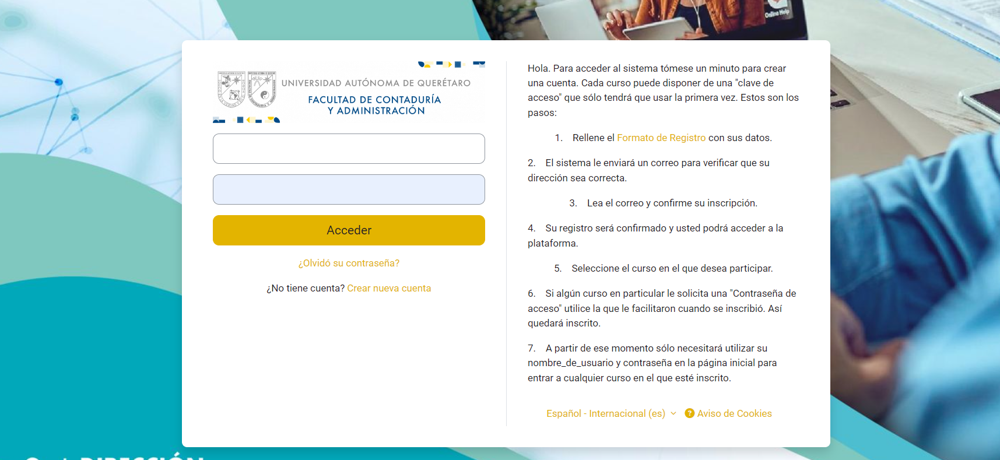 Online Help
UNIVERSIDAD AUTÓNOMA DE QUERÉTARO
FACULTAD DE CONTADURÍA
Y ADMINISTRACIÓN
Acceder
¿Olvidó su contraseña?
¿No tiene cuenta? Crear nueva cuenta
Hola. Para acceder al sistema tómese un minuto para crear
una cuenta. Cada curso puede disponer de una "clave de
acceso" que sólo tendrá que usar la primera vez. Estos son los
pasos:
1. Rellene el Formato de Registro con sus datos.
2. El sistema le enviará un correo para verificar que su
dirección sea correcta.
3. Lea el correo y confirme su inscripción.
4. Su registro será confirmado y usted podrá acceder a la
plataforma.
5. Seleccione el curso en el que desea participar.
6. Si algún curso en particular le solicita una "Contraseña de
acceso" utilice la que le facilitaron cuando se inscribió. Así
quedará inscrito.
7. A partir de ese momento sólo necesitará utilizar su
nombre_de_usuario y contraseña en la página inicial para
entrar a cualquier curso en el que esté inscrito.
Español - Internacional (es)
Aviso de Cookies
DIRECCIÓN